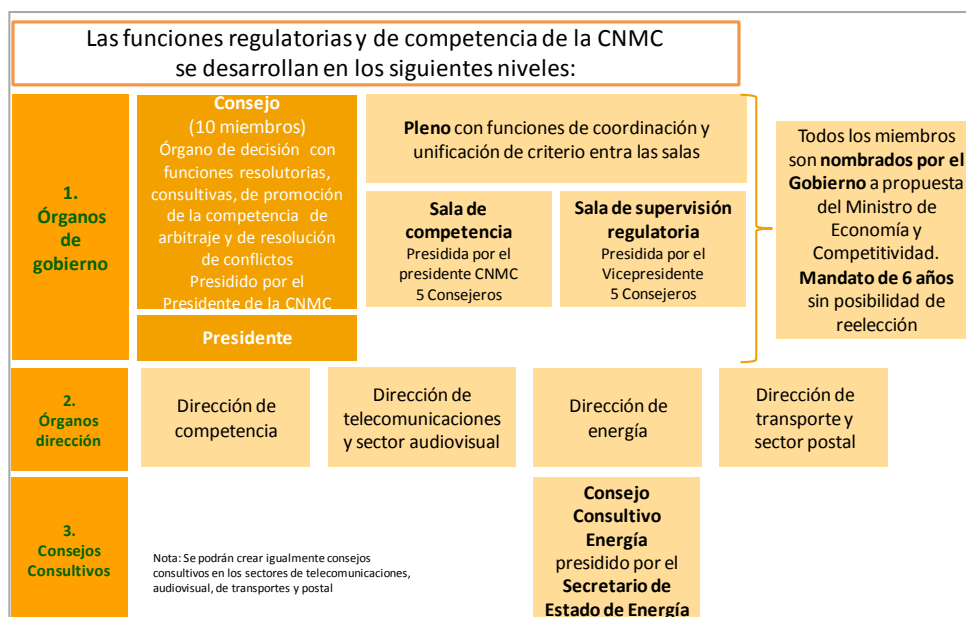 Las funciones regulatorias y de competencia de la CNMC
se desarrollan en los siguientes niveles:
1.
Órganos
de
gobierno
Consejo
(10 miembros)
Órgano de decisión con
funciones resolutorias,
consultivas, de promoción
de la competencia de
arbitraje y de resolución
de conflictos
Presidido por el
Presidente de la CNMC
Presidente
Pleno con funciones de coordinación y
unificación de criterio entra las salas
Sala de
competencia
Presidida por el
presidente CNMC
5 Consejeros
Sala de supervisión
regulatoria
Presidida por el
Vicepresidente
5 Consejeros
Todos los miembros
son nombrados por el
Gobierno a propuesta
del Ministro de
Economía y
Competitividad.
Mandato de 6 años
sin posibilidad de
reelección
2.
Órganos
dirección
Dirección de
competencia
Dirección de
telecomunicaciones
y sector audiovisual
Dirección de
energía
Dirección de
transporte y
sector postal
3.
Consejos
Consultivos
Nota: Se podrán crear igualmente consejos
consultivos en los sectores de telecomunicaciones,
audiovisual, de transportes y postal
Consejo
Consultivo
Energía
presidido por el
Secretario de
Estado de Energía